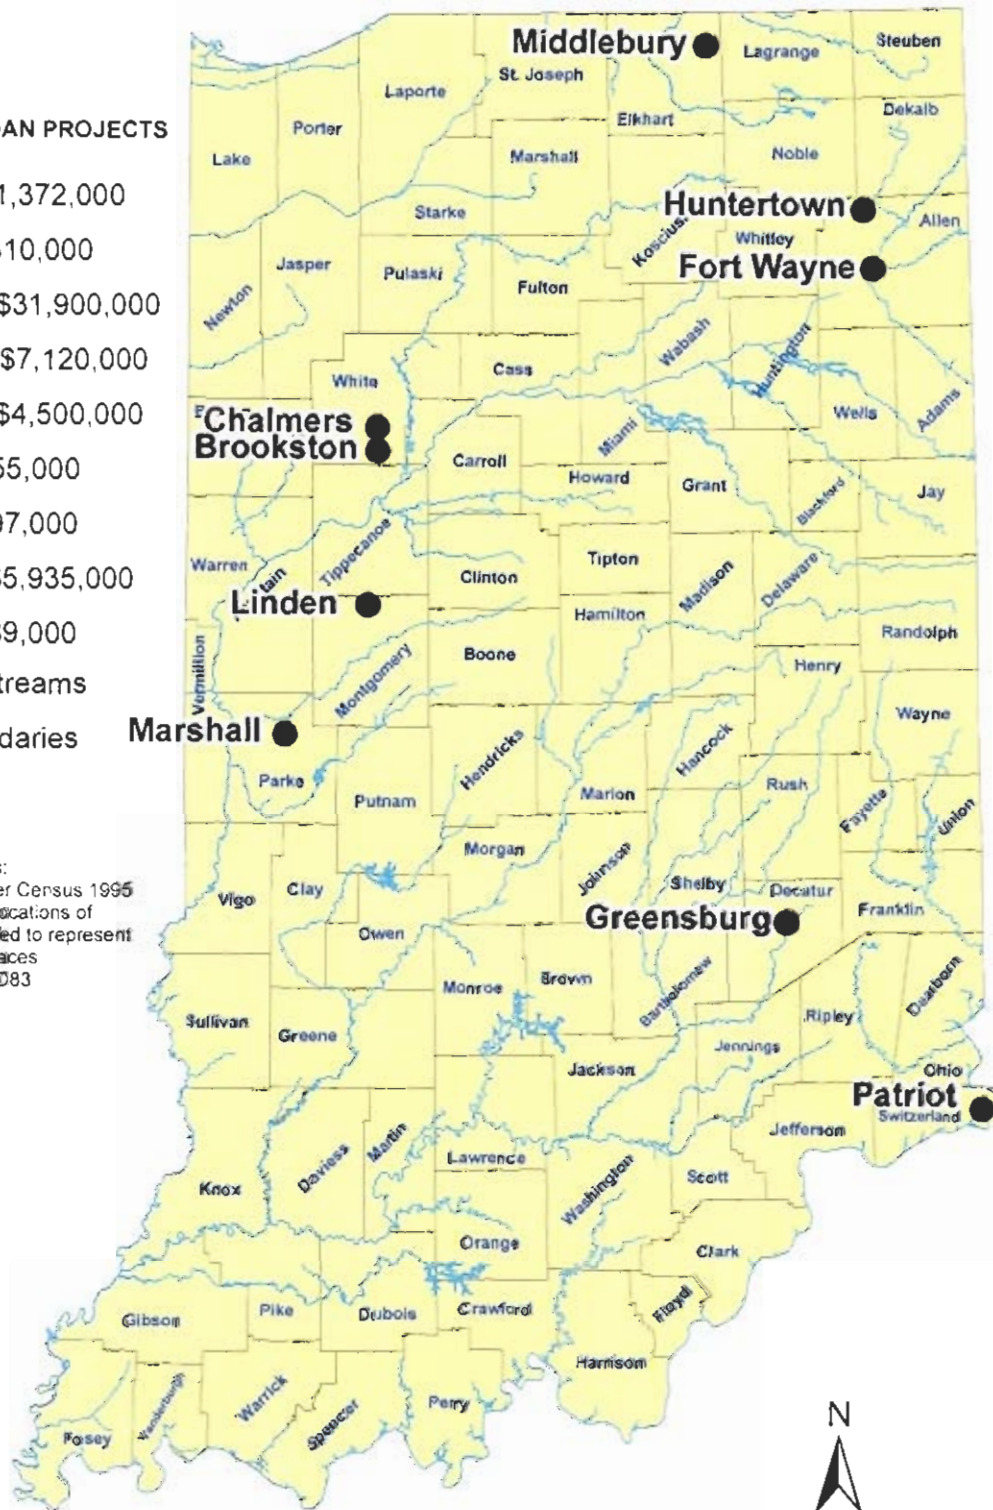 AN PROJECTS
1,372,000
10,000
$31,900,000
$7,120,000
$4,500,000
55,000
97,000
5,935,000
9,000
treams
daries
s:
er Census 1995
ocations of
ed to represent
aces
D83
Middlebury
Steuben
Lagrange
St. Joseph
Laporte
Dekalb
Elkhart
Porter
Marshall
Noble
Lake
Huntertown
Starke
Allen
Whitley
Fort Wayne
Jasper
Pulaski
Fulton
Newton
Wabash
Huntington
Cass
White
Adams
Wells
Chalmers
Miami
Brookston
Carroll
Howard
Grant
Blackford
Jay
Tippecanoe
Tipton
Warren
Clinton
Madison
Delaware
Linden
Hamilton
Randolph
Boone
Henry
Vermillion
Montgomery
Wayne
Marshall
Hendricks
Hancock
Parke
Putnam
Marion
Rush
Fayette
Union
Morgan
Johnson
Shelby
Decatur
Vigo
Clay
Franklin
Greensburg
Owen
Monroe
Brown
Bartholomew
Dearborn
Sullivan
Greene
Ripley
Jennings
Jackson
Ohio
Patriot
Switzerland
Jefferson
Martin
Lawrence
Daviess
Washington
Scott
Knox
Orange
Clark
Gibson
Pike
Dubois
Crawford
Floyd
Harrison
Warrick
Perry
Spencer
Vanderburgh
Posey
N